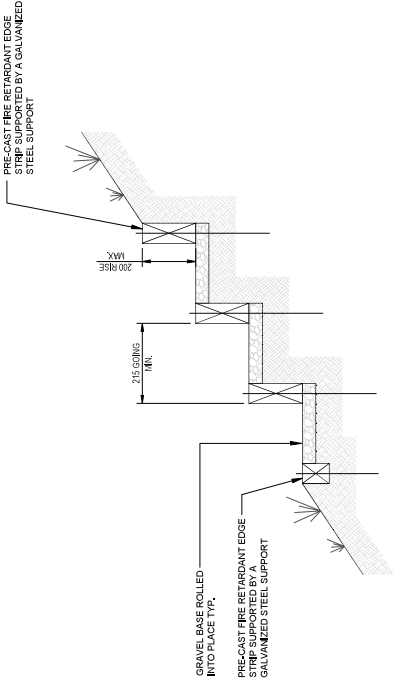 PRE-CAST FIRE RETARDANT EDGE
STRIP SUPPORTED BY A GALVANIZED
STEEL SUPPORT
200 RISE
MAX.
215 GOING
MIN.
GRAVEL BASE ROLLED
INTO PLACE TYP.
PRE-CAST FIRE RETARDANT EDGE
STRIP SUPPORTED BY A
GALVANIZED STEEL SUPPORT